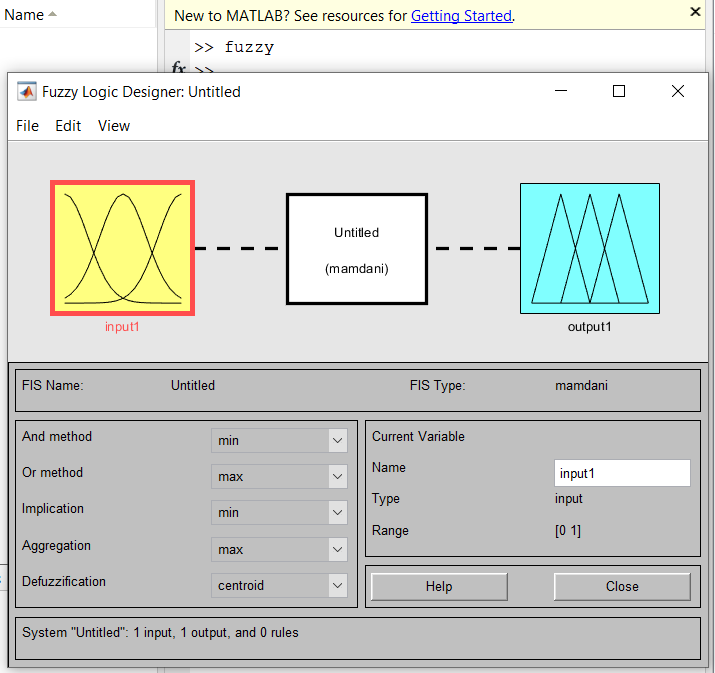 Name
New to MATLAB? See resources for Getting Started.
>> fuzzy
fx >>
Fuzzy Logic Designer: Untitled
File Edit View
Untitled
(mamdani)
input1
output1
FIS Name: Untitled FIS Type: mamdani
And method min
Or method max
Implication min
Aggregation max
Defuzzification centroid
Current Variable
Name input1
Type input
Range [0 1]
Help Close
System "Untitled": 1 input, 1 output, and 0 rules